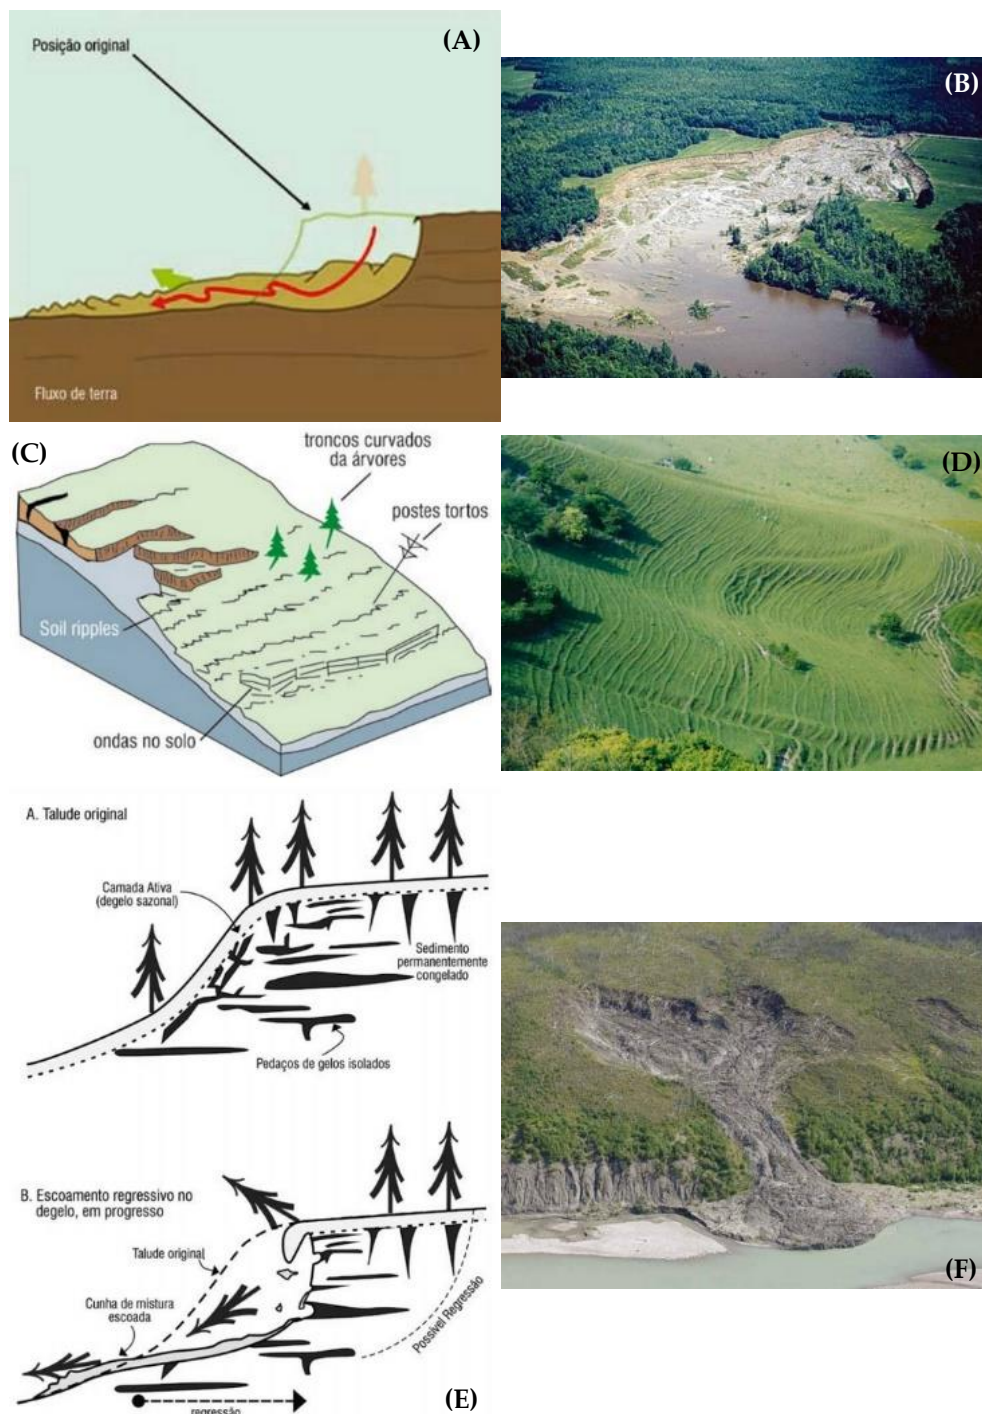 Posição original
(A)
Fluxo de terra
(B)
(C)
troncos curvados
da árvores
postes tortos
Soil ripples
ondas no solo
(D)
A. Talude original
Camada Ativa
(degelo sazonal)
Sedimento
permanentemente
congelado
Pedaços de gelos isolados
B. Escoamento regressivo no
degelo, em progresso
Talude original
Cunha de mistura
escoada
Possível Regressão
regressão
(E)
(F)